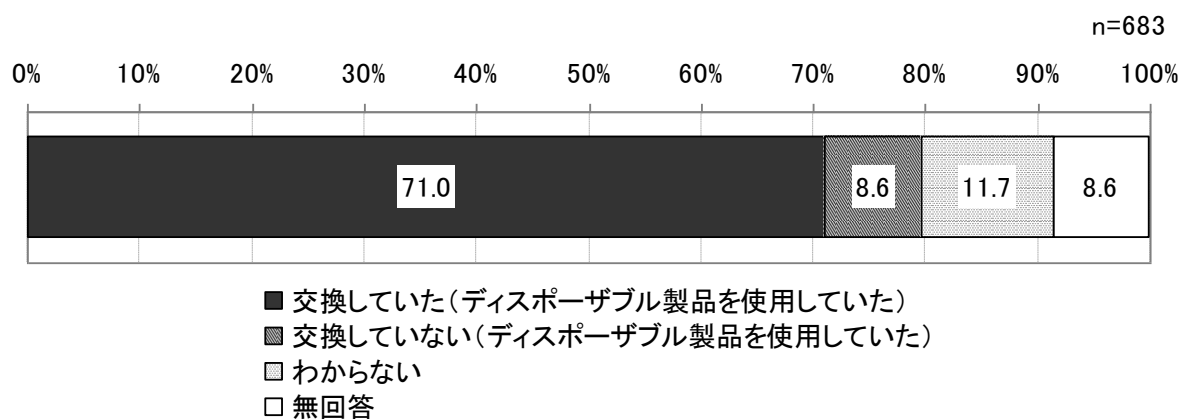 n=683
0% 10% 20% 30% 40% 50% 60% 70% 80% 90% 100%
71.0 8.6 11.7 8.6
交換していた(ディスポーザブル製品を使用していた)
交換していない(ディスポーザブル製品を使用していた)
わからない
無回答